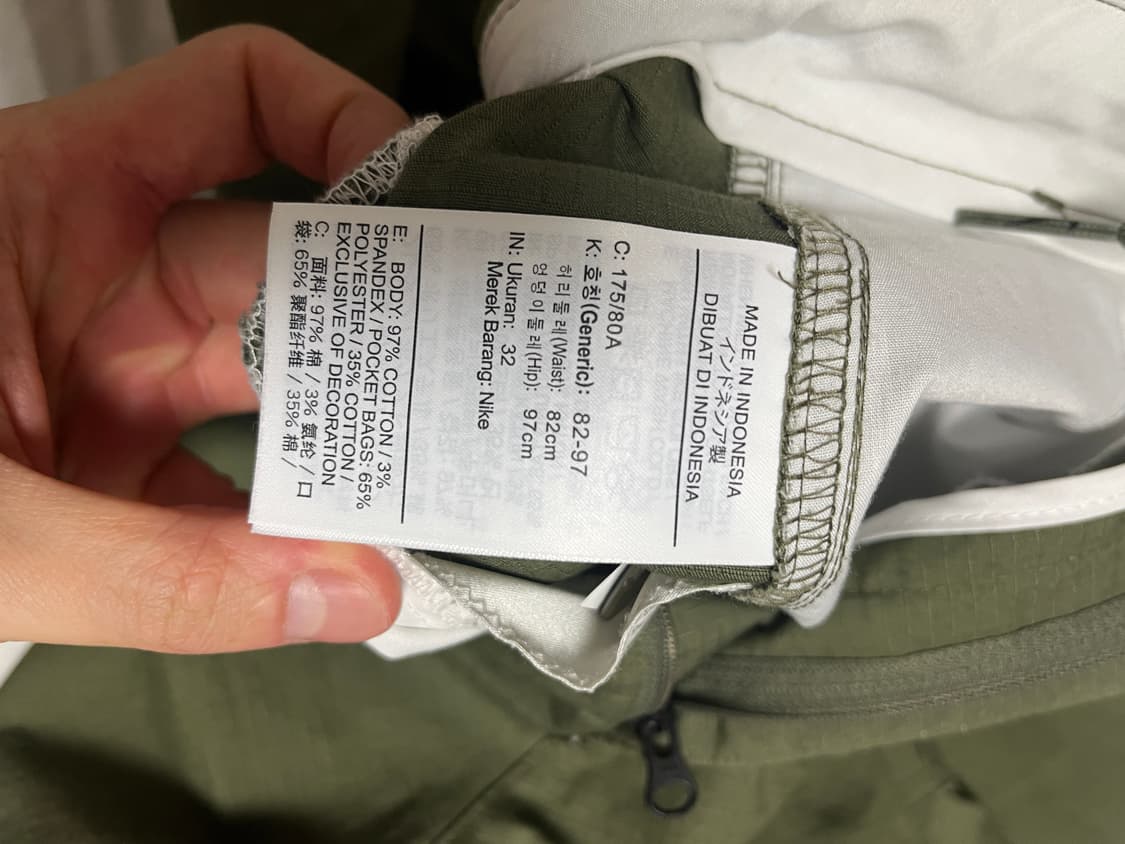 MADE IN INDONESIA
インドネシア製
DIBUAT DI INDONESIA
C: 175/80A
K: 호칭(Generic): 82-97
허리둘레(Waist): 82cm
엉덩이둘레(Hip): 97cm
IN: Ukuran: 32
Merek Barang: Nike
E: BODY: 97% COTTON / 3%
SPANDEX / POCKET BAGS: 65%
POLYESTER / 35% COTTON /
EXCLUSIVE OF DECORATION
C: 面料: 97% 棉 / 3% 氨纶 / 口
袋: 65% 聚酯纤维 / 35% 棉 /